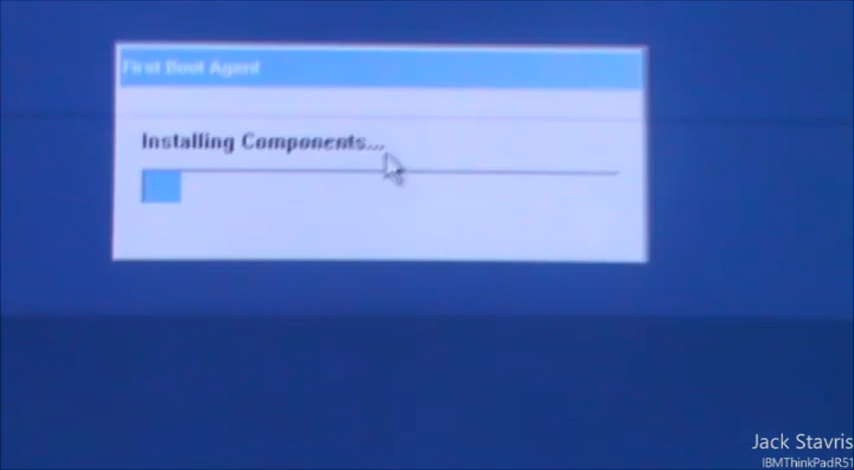 First Boot Agent
Installing Components...
Jack Stavris
IBMThinkPadR51